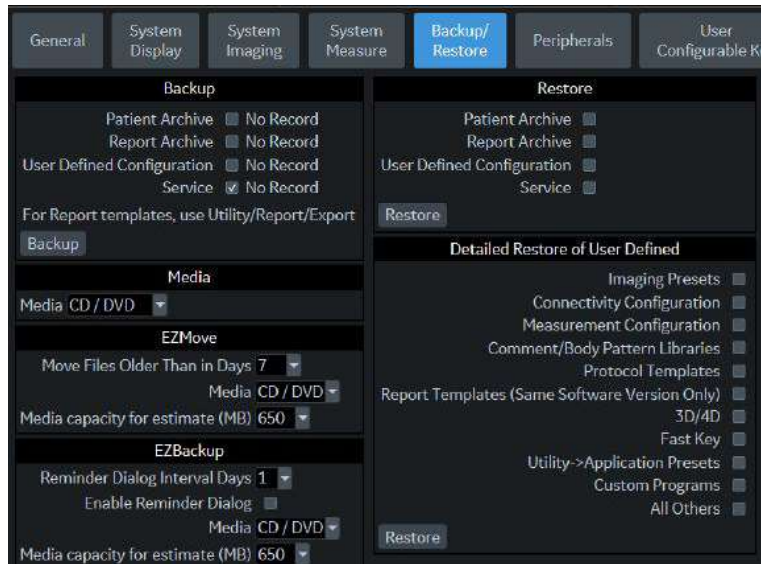 General
System
Display
System
Imaging
System
Measure
Backup/
Restore
Peripherals
User
Configurable K
Backup
Patient Archive No Record
Report Archive No Record
User Defined Configuration No Record
Service No Record
For Report templates, use Utility/Report/Export
Backup
Media
Media CD / DVD
EZMove
Move Files Older Than in Days 7
Media CD / DVD
Media capacity for estimate (MB) 650
EZBackup
Reminder Dialog Interval Days 1
Enable Reminder Dialog
Media CD / DVD
Media capacity for estimate (MB) 650
Restore
Patient Archive
Report Archive
User Defined Configuration
Service
Restore
Detailed Restore of User Defined
Imaging Presets
Connectivity Configuration
Measurement Configuration
Comment/Body Pattern Libraries
Protocol Templates
Report Templates (Same Software Version Only)
3D/4D
Fast Key
Utility->Application Presets
Custom Programs
All Others
Restore